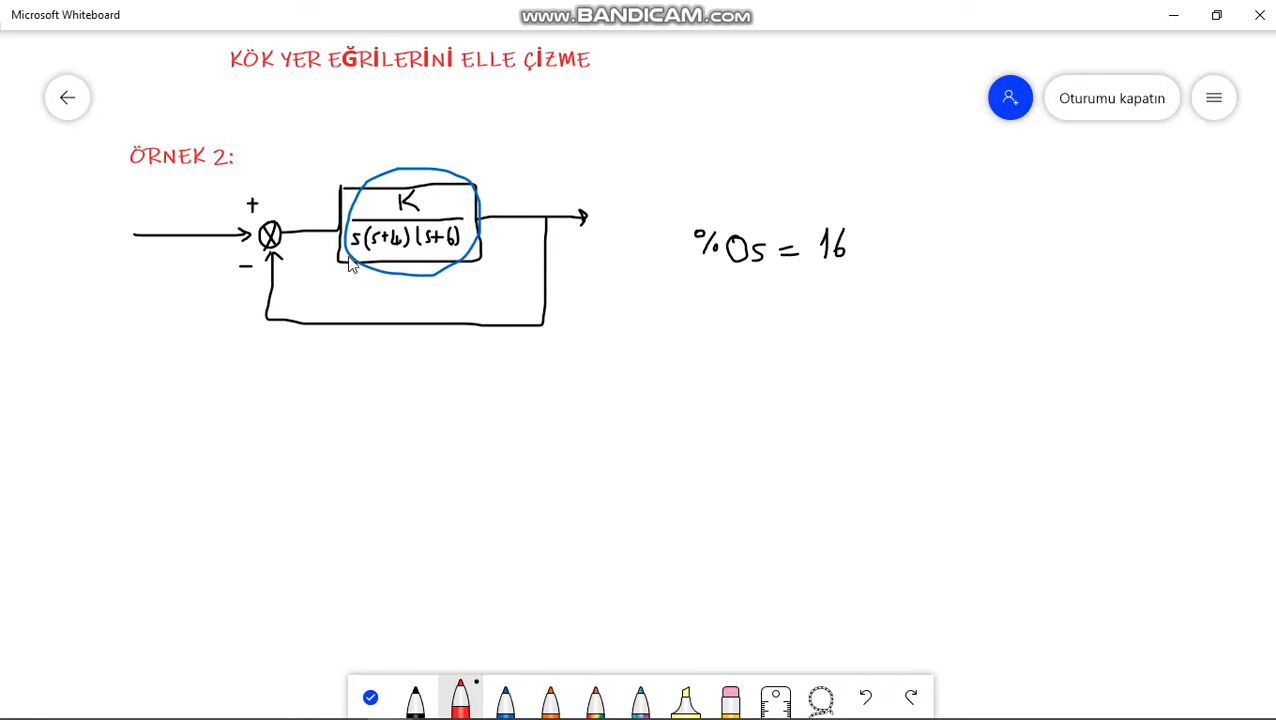 Microsoft Whiteboard
www.BANDICAM.com
KÖK YER EĞRİLERİNİ ELLE ÇİZME
Oturumu kapatın
ÖRNEK 2:
+
K
s(s+4)(s+6)
−
%Os = 16